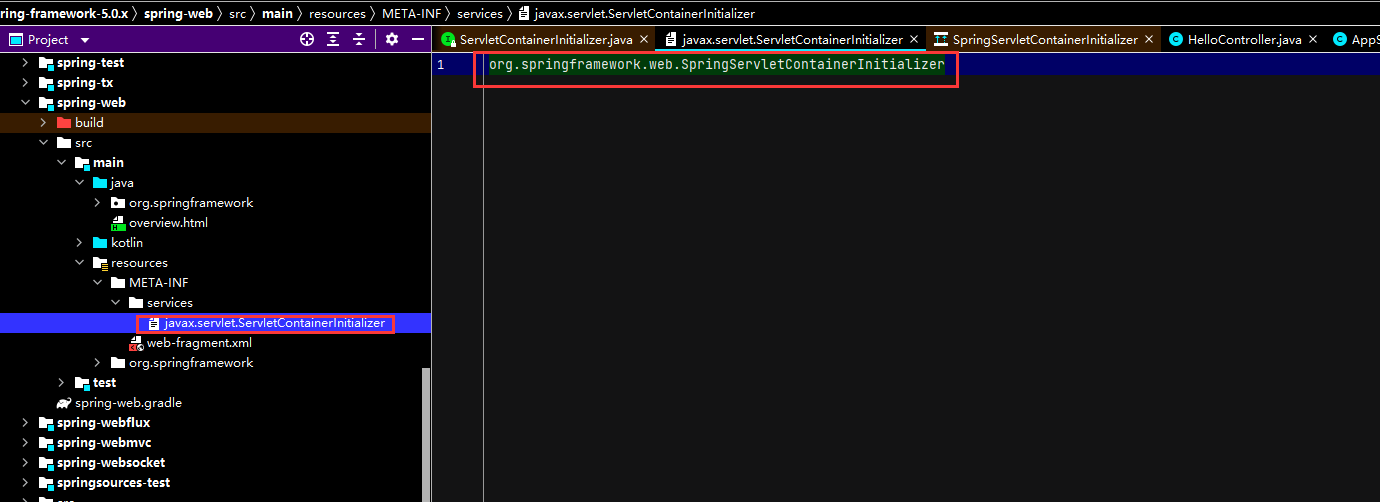 ring-framework-5.0.x 〉 spring-web 〉 src 〉 main 〉 resources 〉 META-INF 〉 services 〉 javax.servlet.ServletContainerInitializer
Project
ServletContainerInitializer.java
javax.servlet.ServletContainerInitializer
SpringServletContainerInitializer
HelloController.java
AppS
1 org.springframework.web.SpringServletContainerInitializer
spring-test
spring-tx
spring-web
build
src
main
java
org.springframework
overview.html
kotlin
resources
META-INF
services
javax.servlet.ServletContainerInitializer
web-fragment.xml
org.springframework
test
spring-web.gradle
spring-webflux
spring-webmvc
spring-websocket
springsources-test